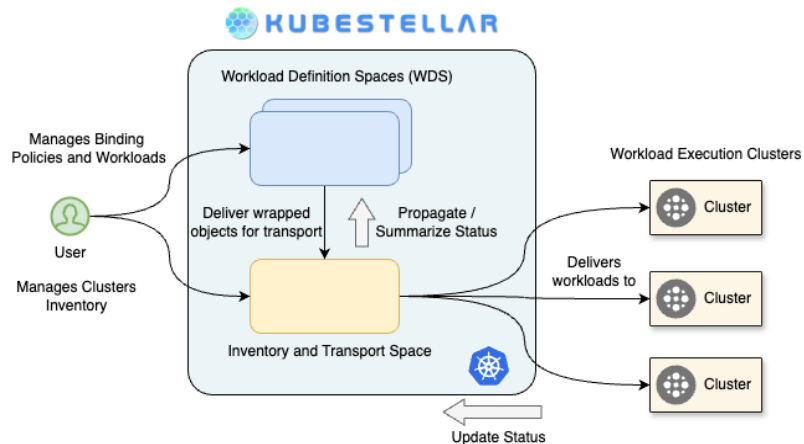 KUBESTELLAR
Workload Definition Spaces (WDS)
Manages Binding
Policies and Workloads
User
Manages Clusters
Inventory
Deliver wrapped
objects for transport
Propagate /
Summarize Status
Inventory and Transport Space
Workload Execution Clusters
Cluster
Delivers
workloads to
Cluster
Cluster
Update Status